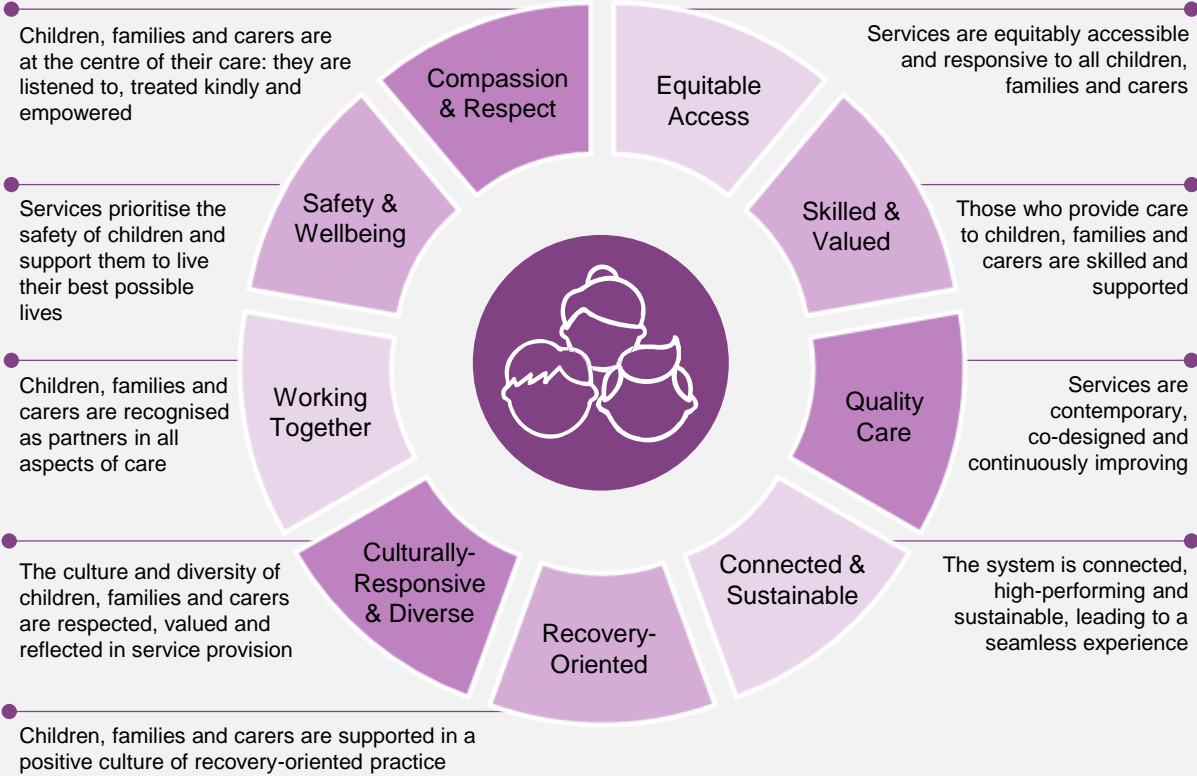 Children, families and carers are
at the centre of their care: they are
listened to, treated kindly and
empowered
Compassion
& Respect
Equitable
Access
Services are equitably accessible
and responsive to all children,
families and carers
Services prioritise the
safety of children and
support them to live
their best possible
lives
Safety &
Wellbeing
Skilled &
Valued
Those who provide care
to children, families and
carers are skilled and
supported
Children, families and
carers are recognised
as partners in all
aspects of care
Working
Together
Quality
Care
Services are
contemporary,
co-designed and
continuously improving
The culture and diversity of
children, families and carers
are respected, valued and
reflected in service provision
Culturally-
Responsive
& Diverse
Recovery-
Oriented
Connected &
Sustainable
The system is connected,
high-performing and
sustainable, leading to a
seamless experience
Children, families and carers are supported in a
positive culture of recovery-oriented practice